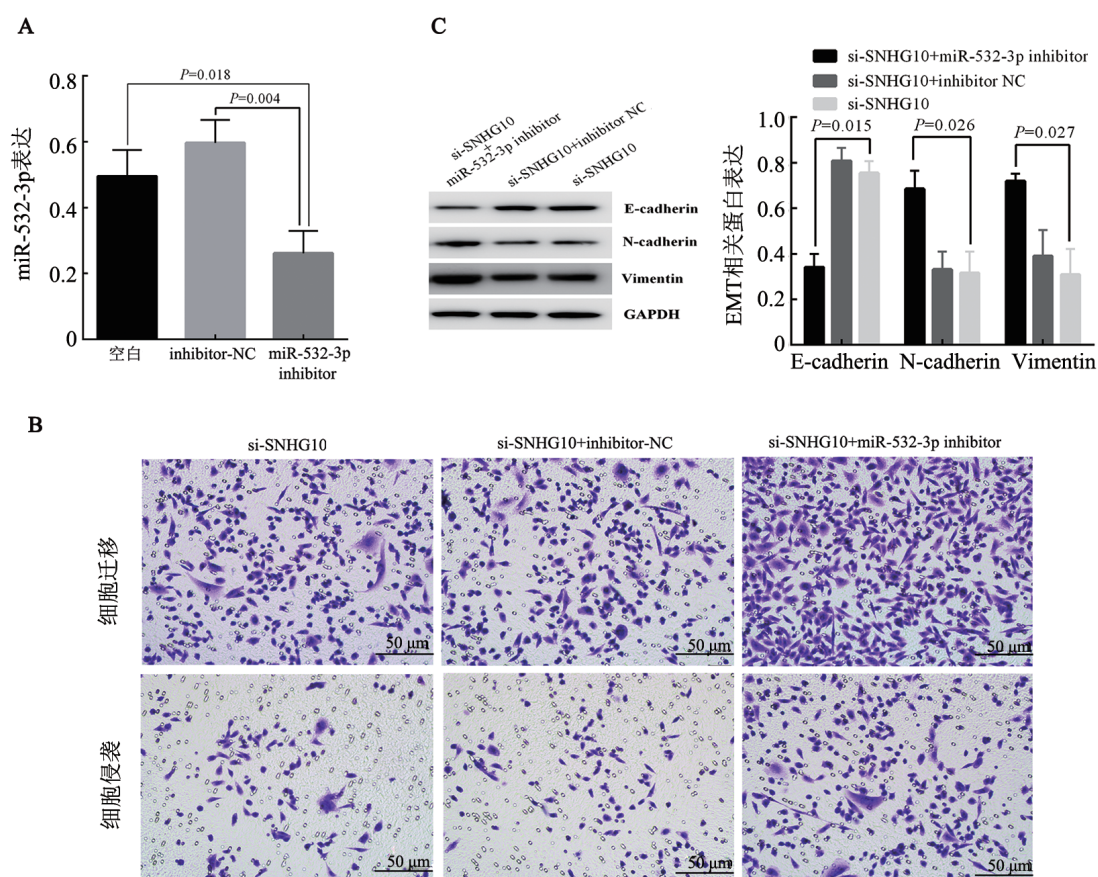 A
miR-532-3p表达
0.8
0.6
0.4
0.2
0
P=0.018
P=0.004
空白
inhibitor-NC
miR-532-3p
inhibitor
C
si-SNHG10
+
miR-532-3p inhibitor
si-SNHG10+inhibitor NC
si-SNHG10
E-cadherin
N-cadherin
Vimentin
GAPDH
si-SNHG10+miR-532-3p inhibitor
si-SNHG10+inhibitor NC
si-SNHG10
EMT相关蛋白表达
1.0
0.8
0.6
0.4
0.2
0
P=0.015
P=0.026
P=0.027
E-cadherin
N-cadherin
Vimentin
B
si-SNHG10
si-SNHG10+inhibitor-NC
si-SNHG10+miR-532-3p inhibitor
细胞迁移
50 μm
50 μm
50 μm
细胞侵袭
50 μm
50 μm
50 μm